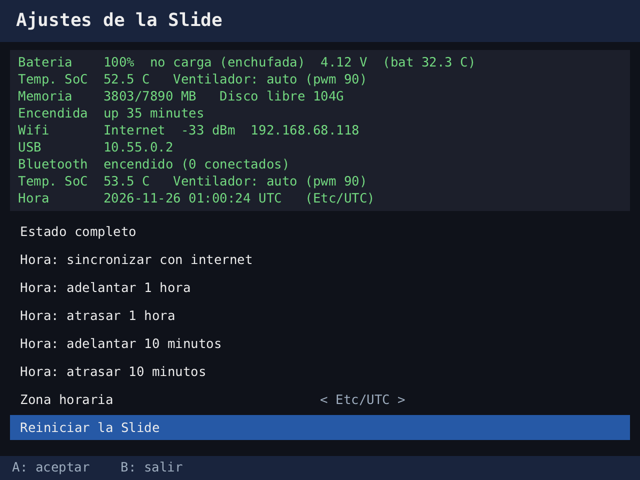 Ajustes de la Slide
Bateria 100% no carga (enchufada) 4.12 V (bat 32.3 C)
Temp. SoC 52.5 C Ventilador: auto (pwm 90)
Memoria 3803/7890 MB Disco libre 104G
Encendida up 35 minutes
Wifi Internet -33 dBm 192.168.68.118
USB 10.55.0.2
Bluetooth encendido (0 conectados)
Temp. SoC 53.5 C Ventilador: auto (pwm 90)
Hora 2026-11-26 01:00:24 UTC (Etc/UTC)
Estado completo
Hora: sincronizar con internet
Hora: adelantar 1 hora
Hora: atrasar 1 hora
Hora: adelantar 10 minutos
Hora: atrasar 10 minutos
Zona horaria < Etc/UTC >
Reiniciar la Slide
A: aceptar B: salir